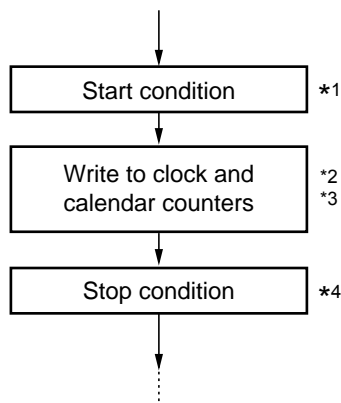 Start condition *1
Write to clock and *2
calendar counters *3
Stop condition *4